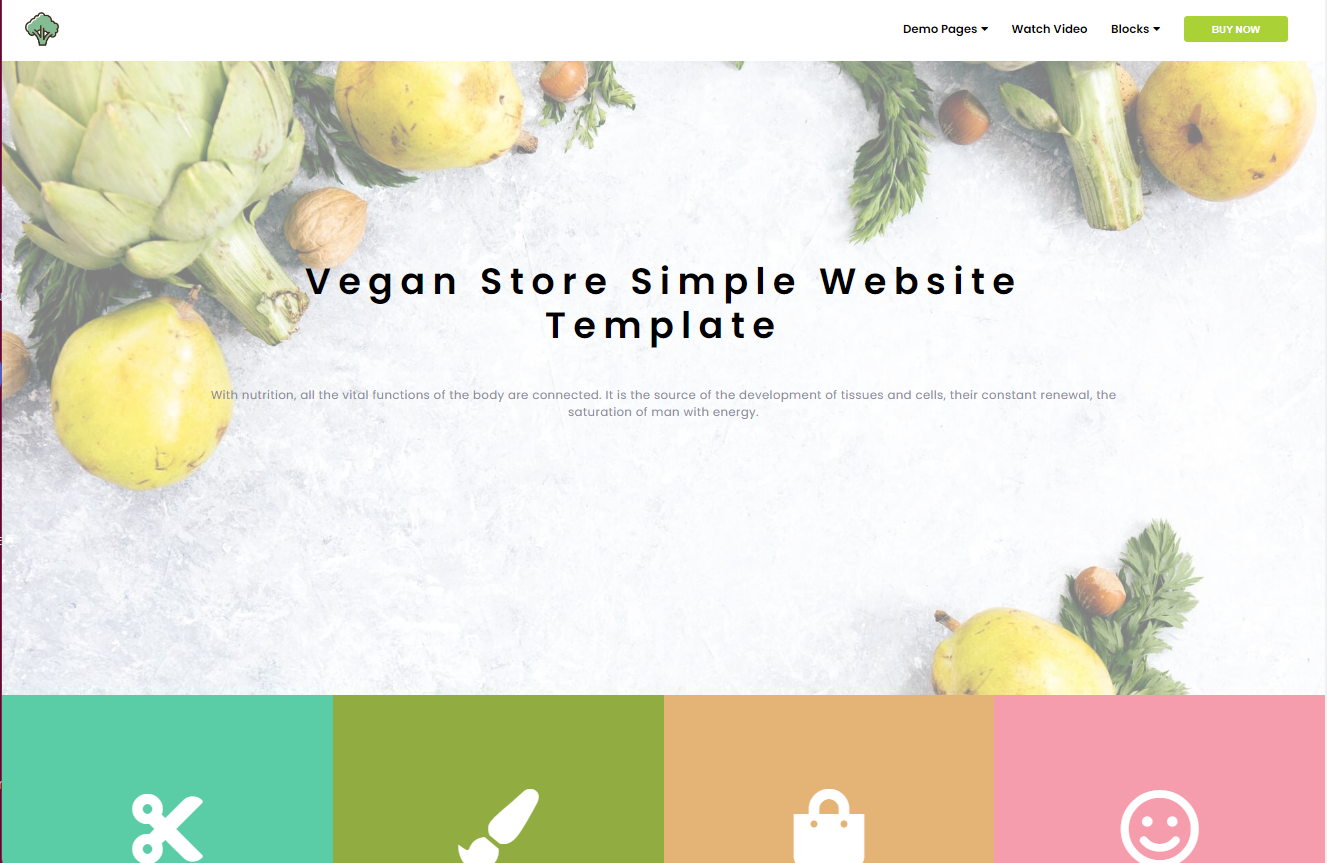 Demo Pages
Watch Video
Blocks
BUY NOW
Vegan Store Simple Website
Template
With nutrition, all the vital functions of the body are connected. It is the source of the development of tissues and cells, their constant renewal, the
saturation of man with energy.